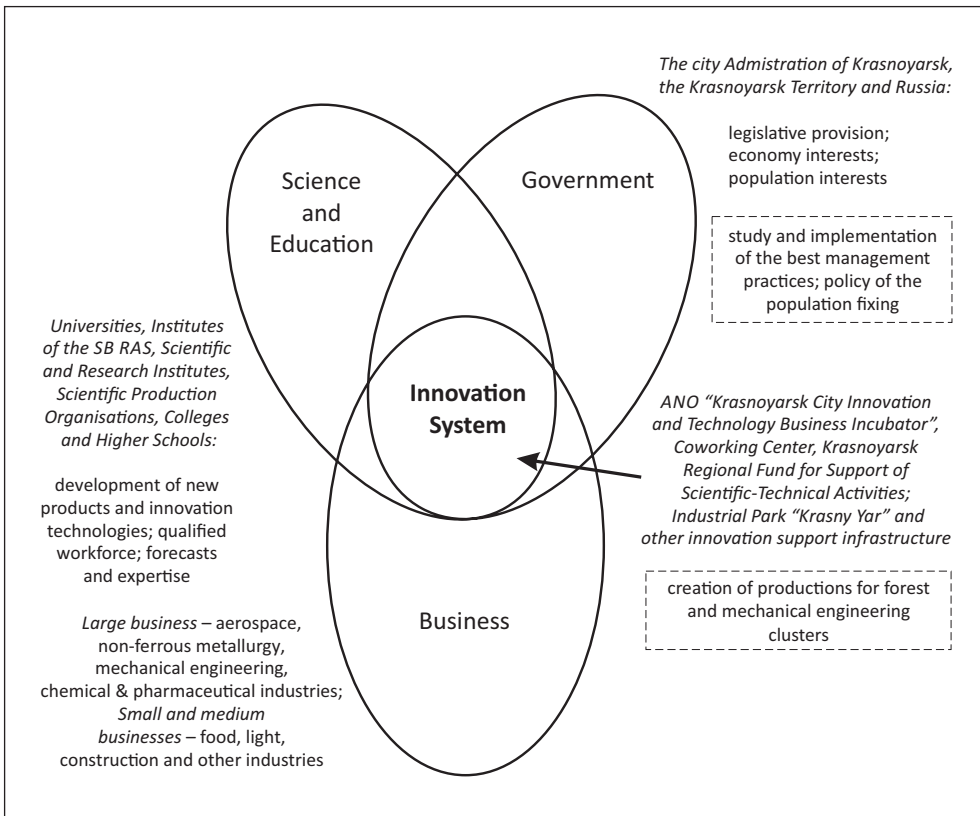 The city Admistration of Krasnoyarsk,
the Krasnoyarsk Territory and Russia:
legislative provision;
economy interests;
population interests
Science
and
Education
Government
study and implementation
of the best management
practices; policy of the
population fixing
Universities, Institutes
of the SB RAS, Scientific
and Research Institutes,
Scientific Production
Organisations, Colleges
and Higher Schools:
development of new
products and innovation
technologies; qualified
workforce; forecasts
and expertise
Innovation
System
ANO “Krasnoyarsk City Innovation
and Technology Business Incubator”,
Coworking Center, Krasnoyarsk
Regional Fund for Support of
Scientific-Technical Activities;
Industrial Park “Krasny Yar” and
other innovation support infrastructure
creation of productions for forest
and mechanical engineering
clusters
Business
Large business – aerospace,
non-ferrous metallurgy,
mechanical engineering,
chemical & pharmaceutical industries;
Small and medium
businesses – food, light,
construction and other industries